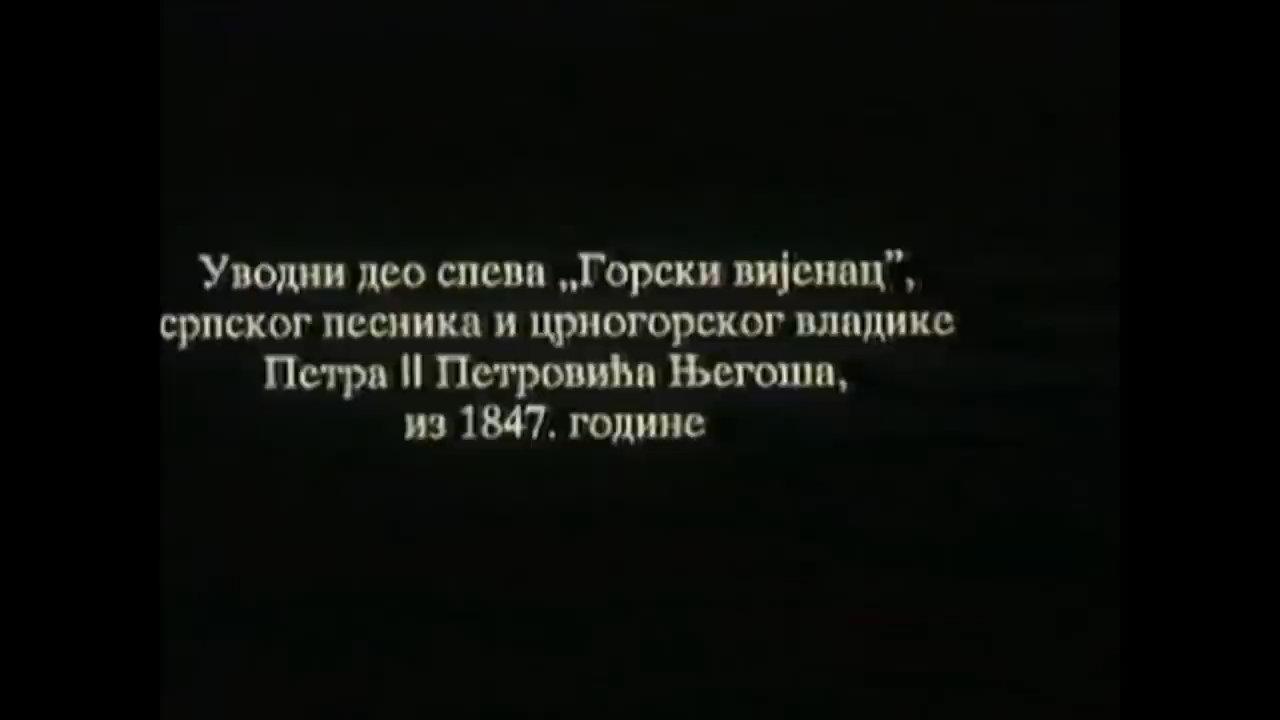 Уводни део спева „Горски вијенац”,
српског песника и црногорског владике
Петра II Петровића Његоша,
из 1847. године